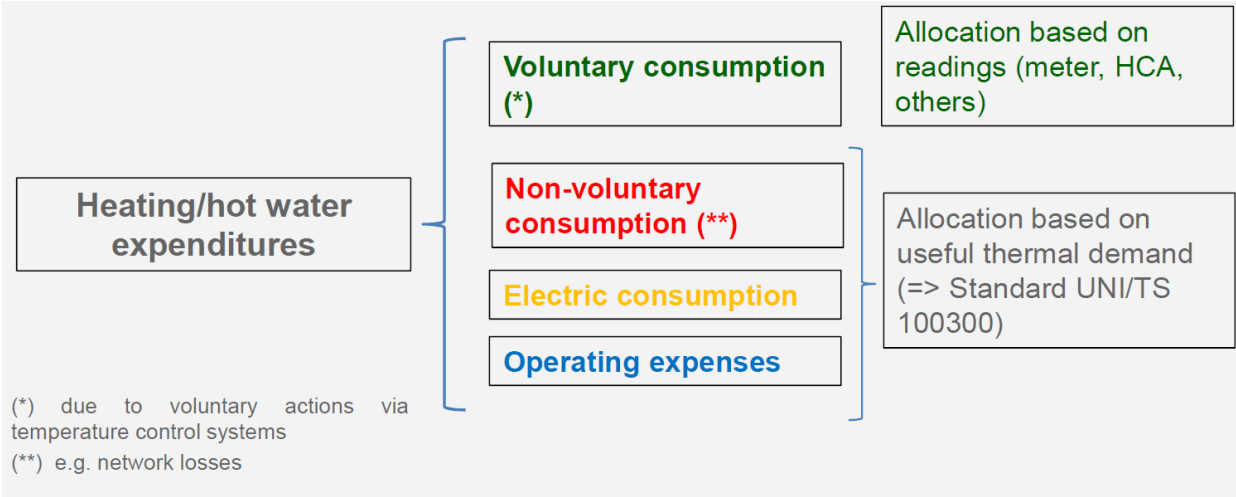 Heating/hot water
expenditures
Voluntary consumption
(*)
Non-voluntary
consumption (**)
Electric consumption
Operating expenses
Allocation based on
readings (meter, HCA,
others)
Allocation based on
useful thermal demand
(=> Standard UNI/TS
100300)
(*) due to voluntary actions via
temperature control systems
(**) e.g. network losses